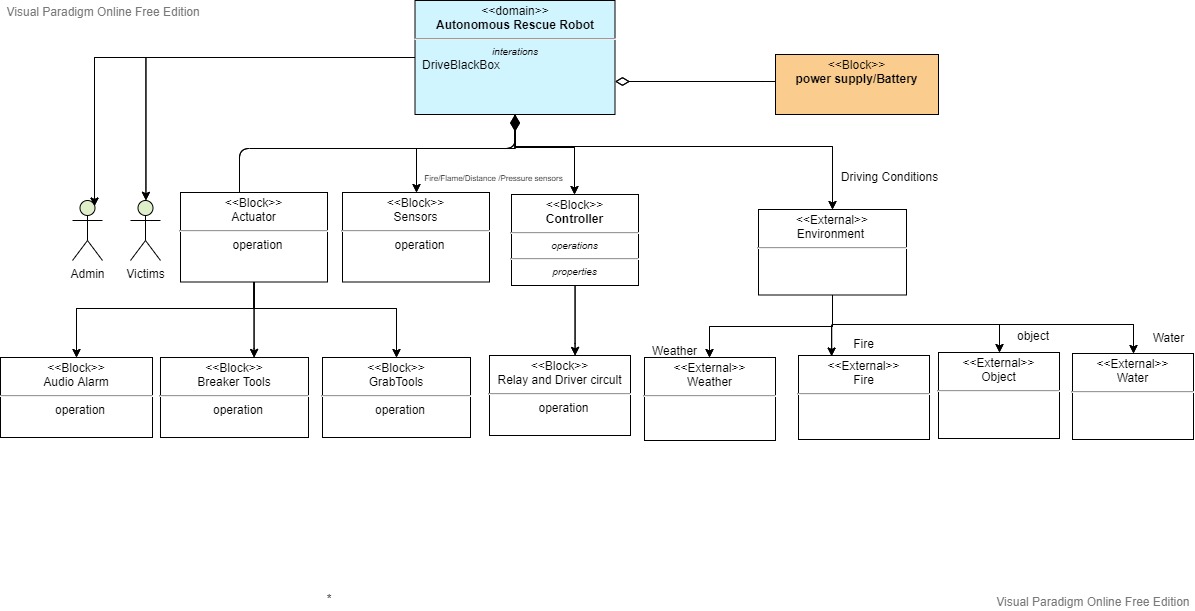 Visual Paradigm Online Free Edition
<<domain>>
Autonomous Rescue Robot
interations
DriveBlackBox
<<Block>>
power supply/Battery
Fire/Flame/Distance /Pressure sensors
Driving Conditions
Admin
Victims
<<Block>>
Actuator
operation
<<Block>>
Sensors
operation
<<Block>>
Controller
operations
properties
<<External>>
Environment
<<Block>>
Audio Alarm
operation
<<Block>>
Breaker Tools
operation
<<Block>>
GrabTools
operation
<<Block>>
Relay and Driver circult
operation
Weather
<<External>>
Weather
Fire
<<External>>
Fire
object
<<External>>
Object
Water
<<External>>
Water
*
Visual Paradigm Online Free Edition